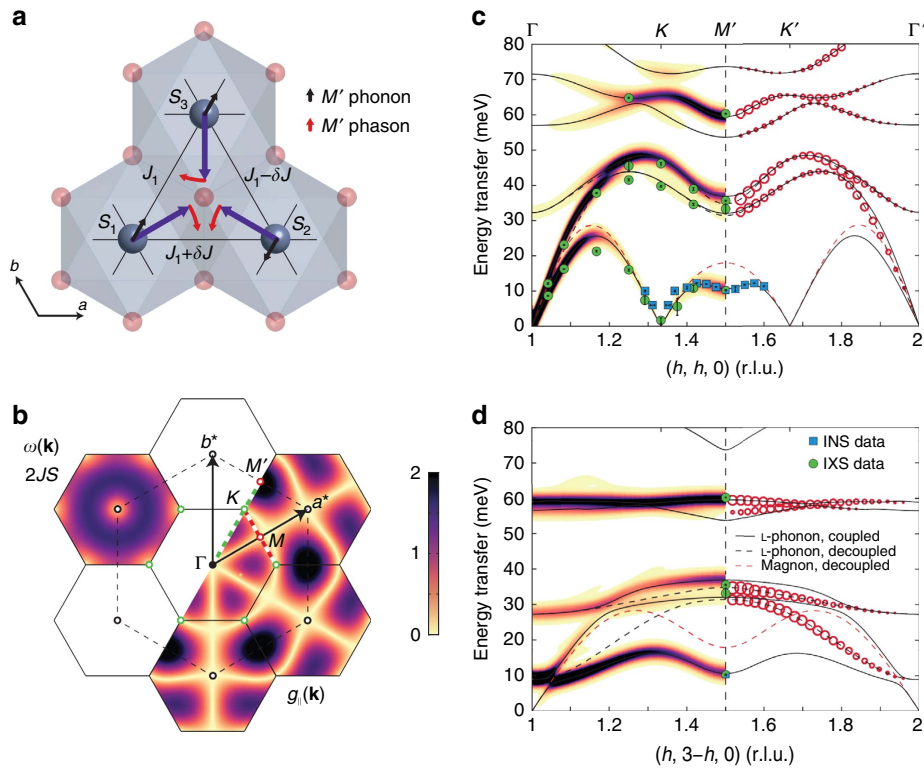 a
S3
M′ phonon
M′ phason
J1
J1−δJ
S1
S2
J1+δJ
b
a
b
ω(k)
2JS
b*
M′
K
a*
M
Γ
g∥(k)
2
1
0
c
Γ
K
M′
K′
Γ′
80
70
60
50
40
30
20
10
0
Energy transfer (meV)
1
1.2
1.4
1.6
1.8
2
(h, h, 0) (r.l.u.)
d
80
70
60
50
40
30
20
10
0
Energy transfer (meV)
INS data
IXS data
L-phonon, coupled
L-phonon, decoupled
Magnon, decoupled
1
1.2
1.4
1.6
1.8
2
(h, 3−h, 0) (r.l.u.)